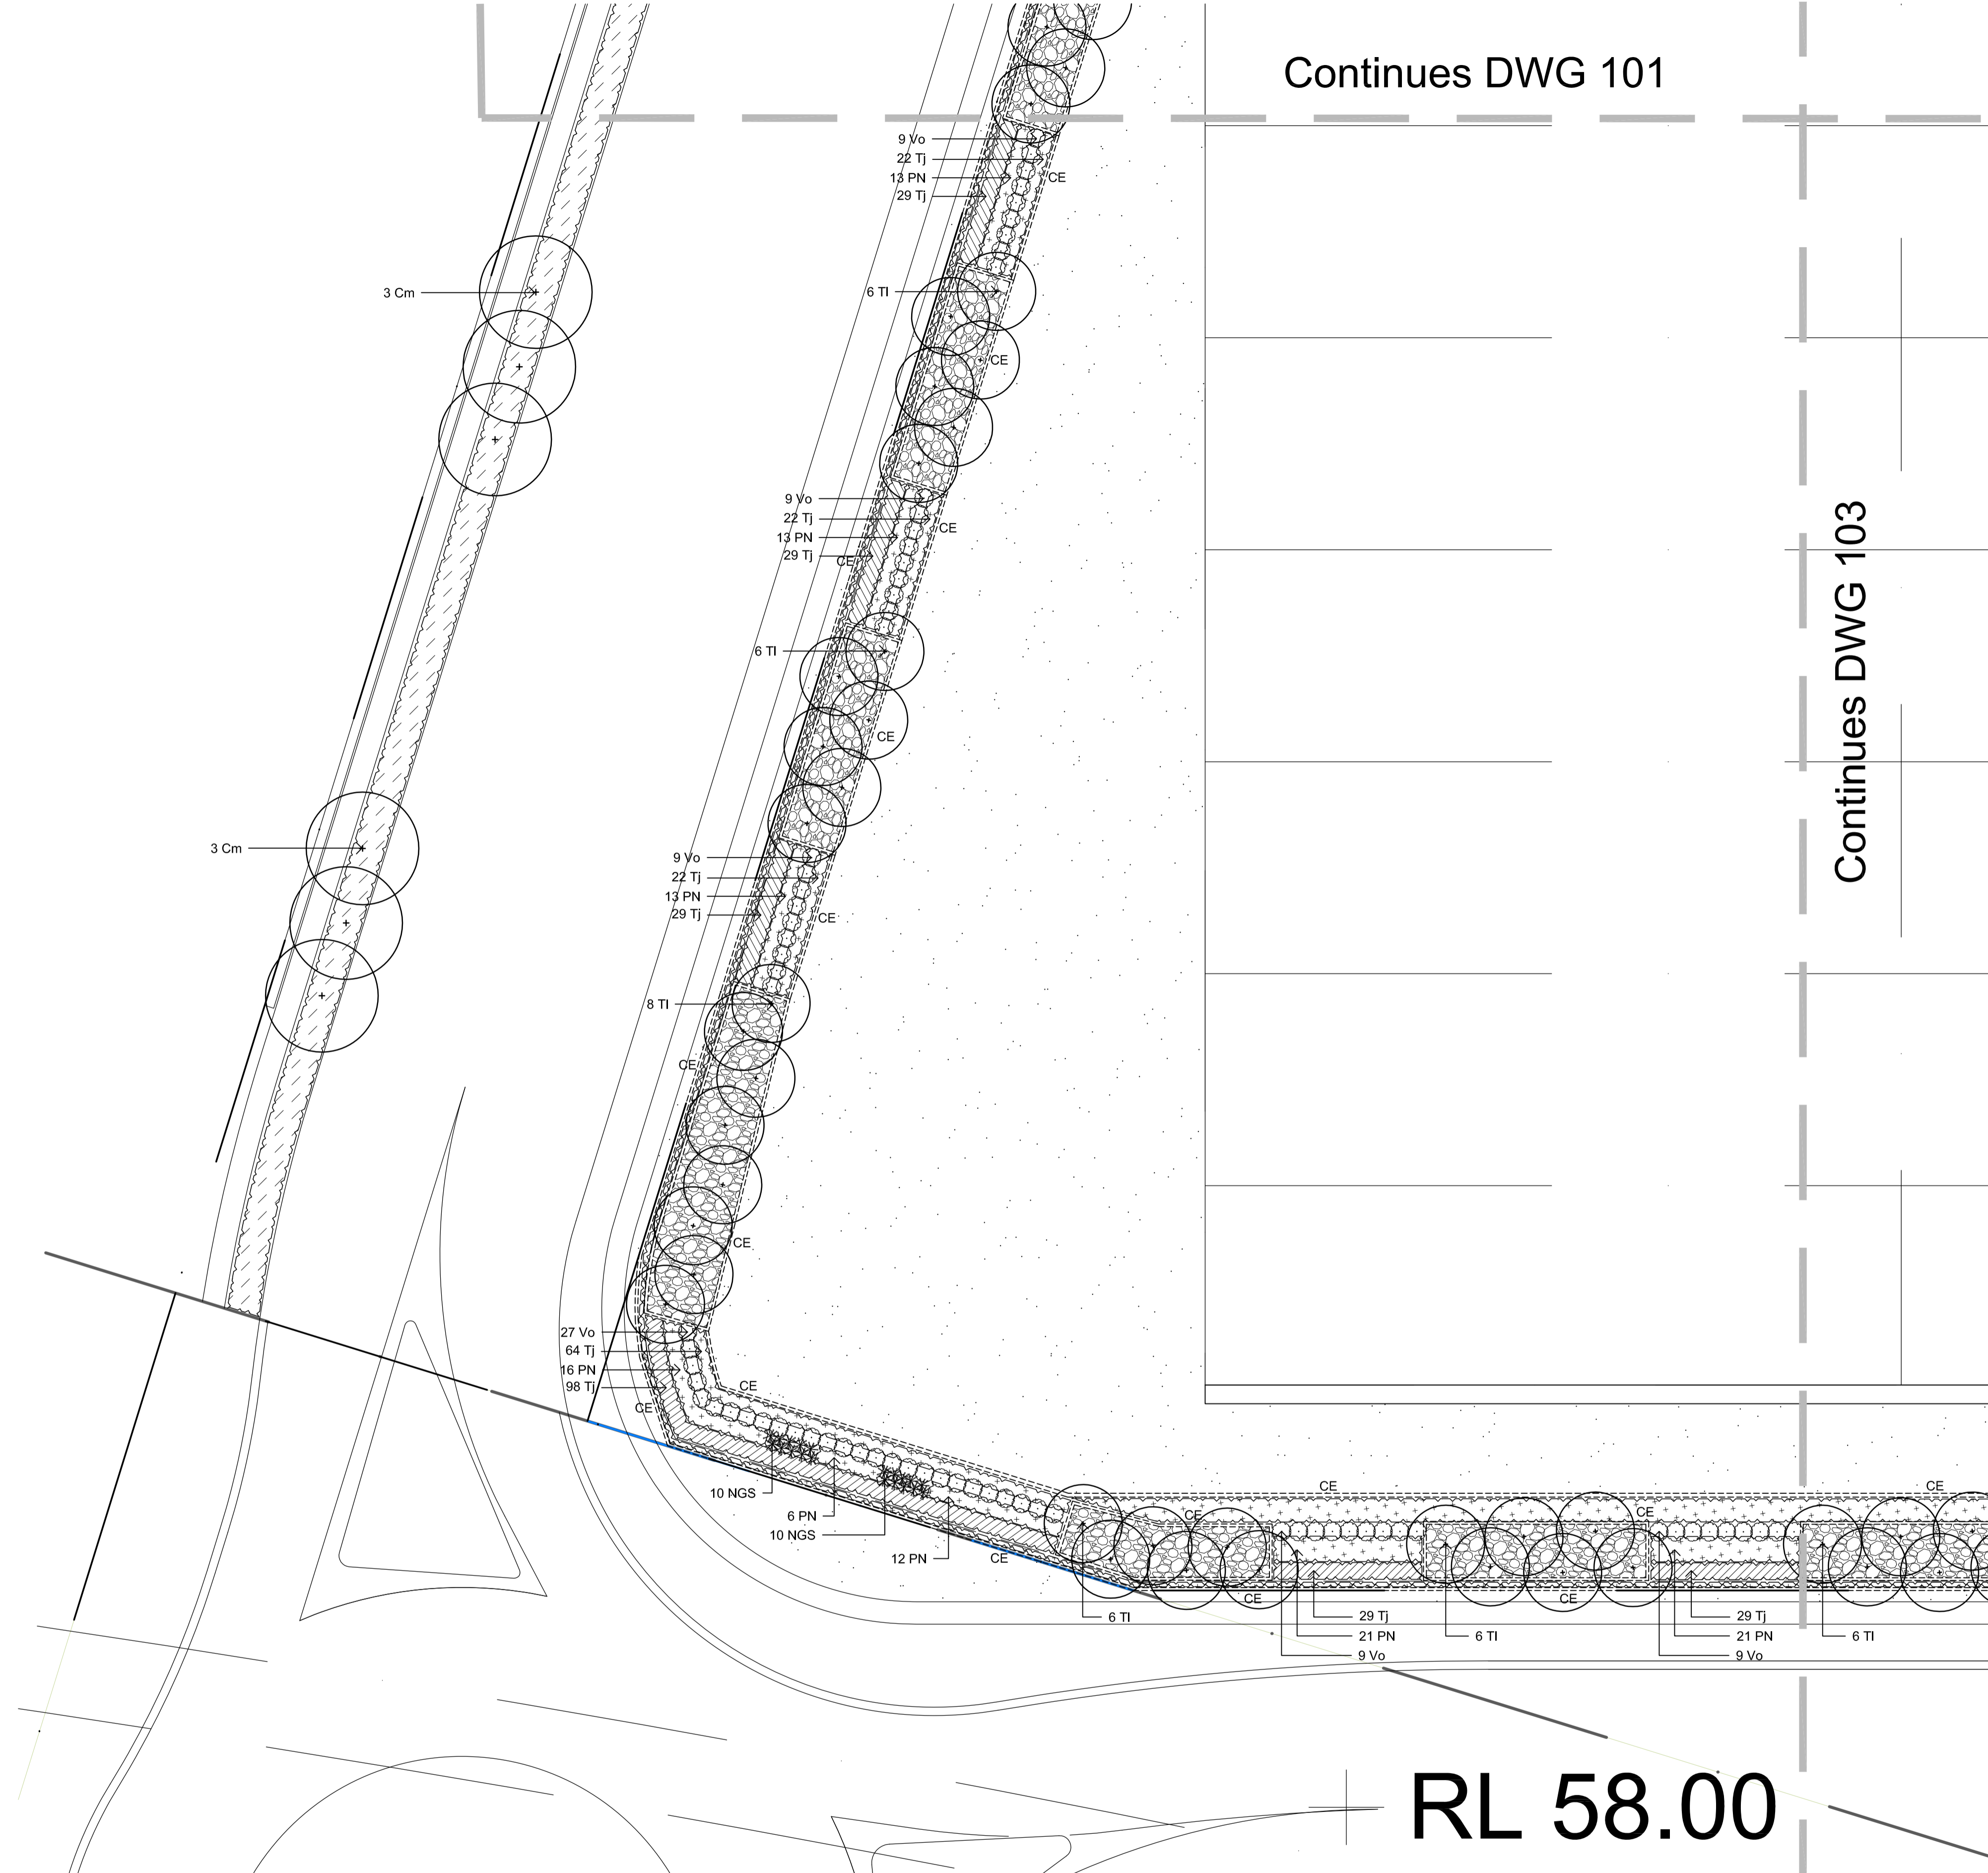 Continues DWG 101
9 Vo
22 Tj
13 PN
29 Tj
CE
3 Cm
6 Tl
CE
9 Vo
22 Tj
13 PN
29 Tj
CE
CE
Continues DWG 103
6 Tl
CE
3 Cm
9 Vo
22 Tj
13 PN
29 Tj
CE
8 Tl
CE
CE
27 Vo
64 Tj
16 PN
98 Tj
CE
CE
10 NGS
6 PN
10 NGS
12 PN
CE
CE
CE
CE
CE
CE
CE
6 Tl
29 Tj
21 PN
9 Vo
6 Tl
29 Tj
21 PN
9 Vo
6 Tl
RL 58.00